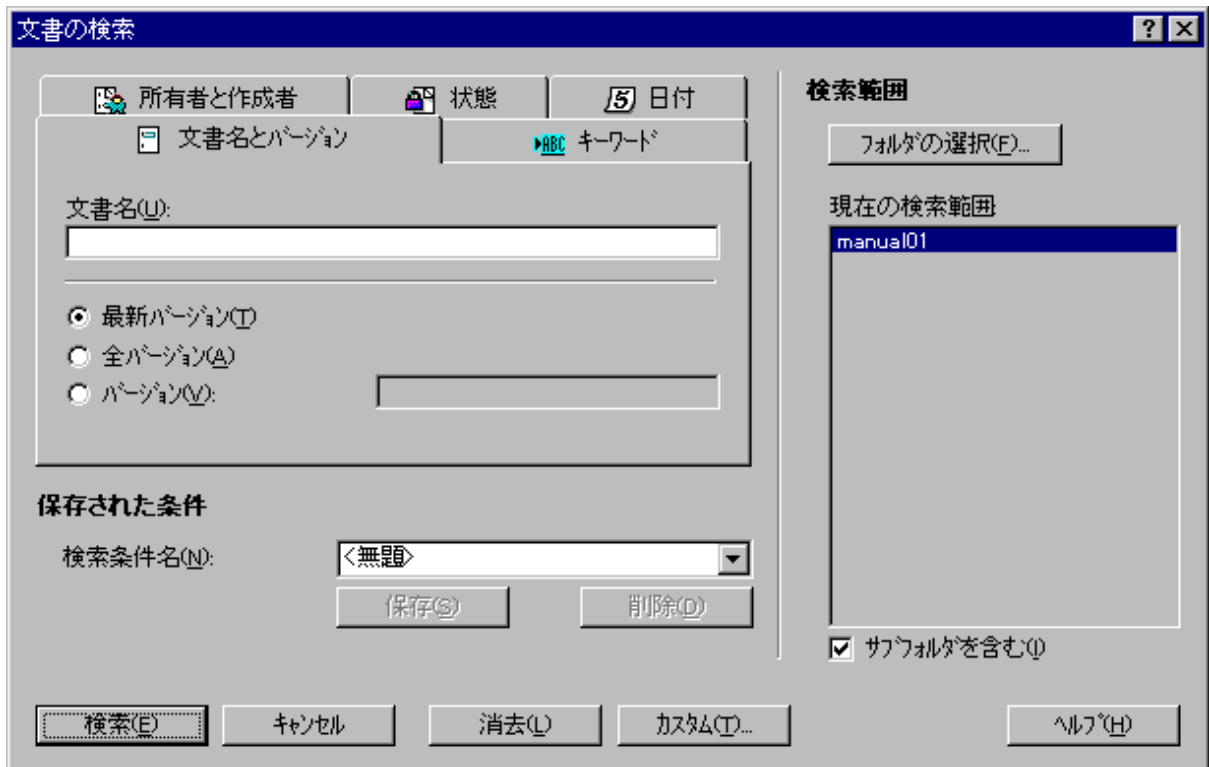 文書の検索
所有者と作成者
状態
5 日付
文書名とﾊﾞｰｼﾞｮﾝ
ABC ｷｰﾜｰﾄﾞ
文書名(U):
最新ﾊﾞｰｼﾞｮﾝ(T)
全ﾊﾞｰｼﾞｮﾝ(A)
ﾊﾞｰｼﾞｮﾝ(V):
保存された条件
検索条件名(N):
<無題>
保存(S)
削除(D)
検索範囲
ﾌｫﾙﾀﾞの選択(F)...
現在の検索範囲
manual01
ｻﾌﾞﾌｫﾙﾀﾞを含む(I)
検索(E)
ｷｬﾝｾﾙ
消去(L)
ｶｽﾀﾑ(T)...
ﾍﾙﾌﾟ(H)